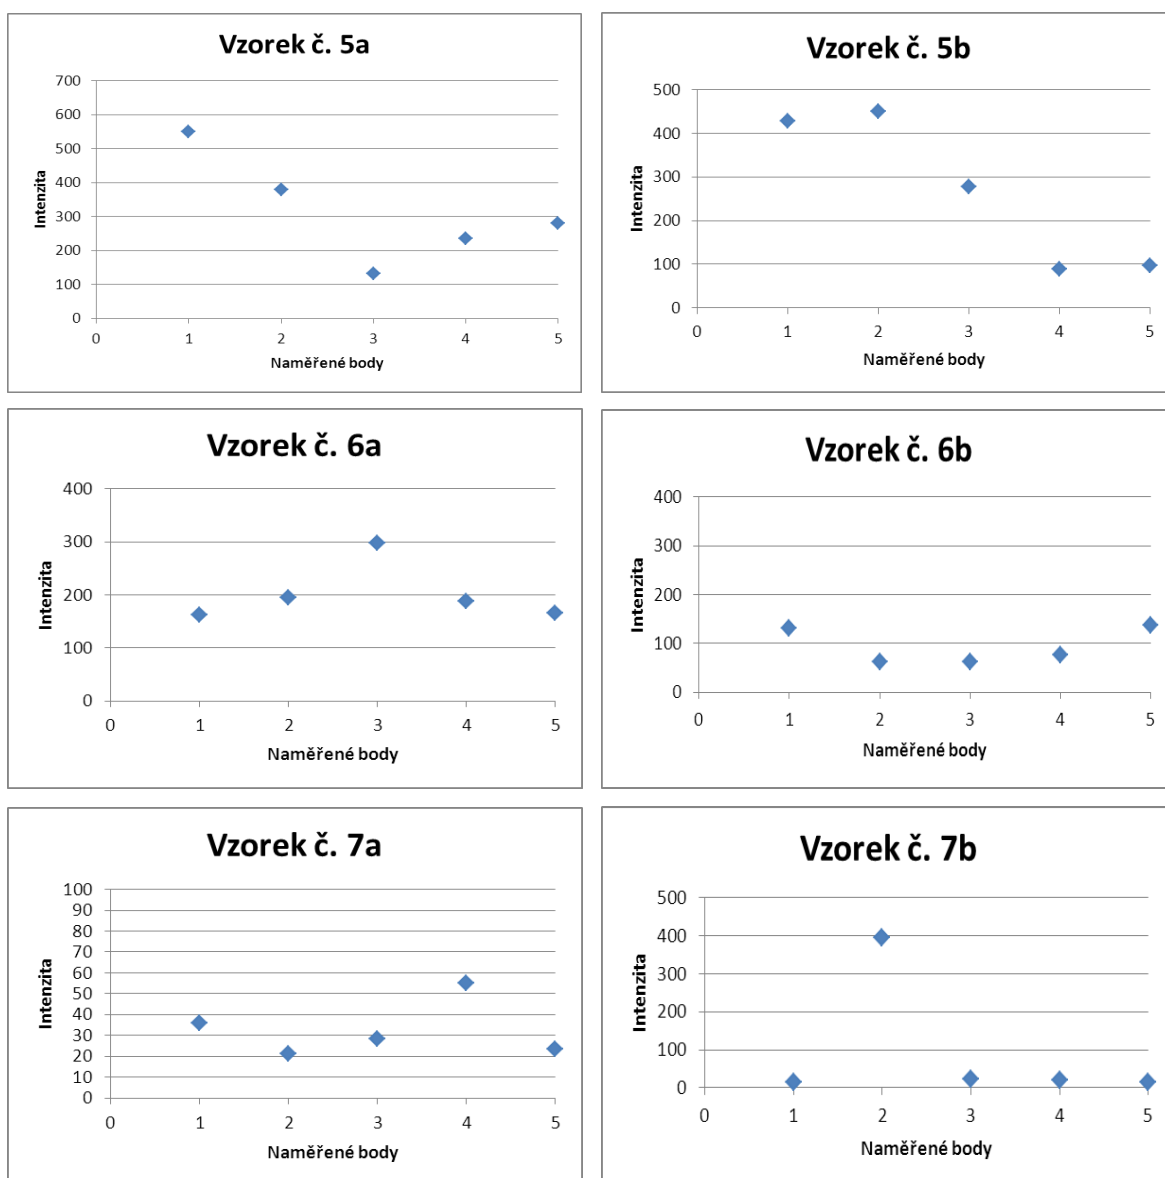 Vzorek č. 5a
700
600
500
400
300
200
100
0
0 1 2 3 4 5
Intenzita
Naměřené body
Vzorek č. 5b
500
400
300
200
100
0
0 1 2 3 4 5
Intenzita
Naměřené body
Vzorek č. 6a
400
300
200
100
0
0 1 2 3 4 5
Intenzita
Naměřené body
Vzorek č. 6b
400
300
200
100
0
0 1 2 3 4 5
Intenzita
Naměřené body
Vzorek č. 7a
100
90
80
70
60
50
40
30
20
10
0
0 1 2 3 4 5
Intenzita
Naměřené body
Vzorek č. 7b
500
400
300
200
100
0
0 1 2 3 4 5
Intenzita
Naměřené body